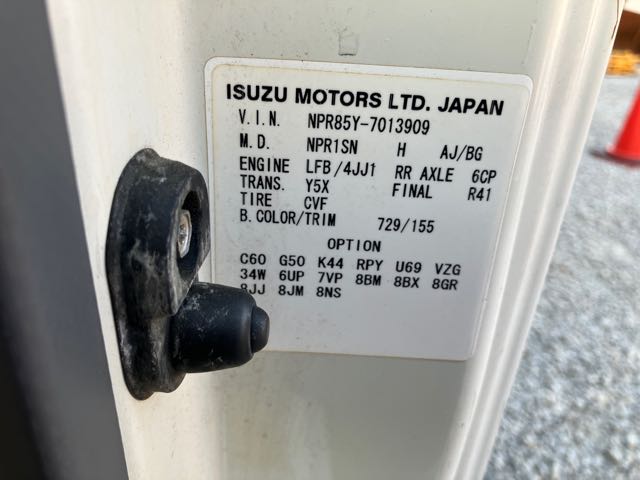 ISUZU MOTORS LTD. JAPAN
V.I.N. NPR85Y-7013909
M.D. NPR1SN H AJ/BG
ENGINE LFB/4JJ1 RR AXLE 6CP
TRANS. Y5X FINAL R41
TIRE CVF
B.COLOR/TRIM 729/155
OPTION
C60 G50 K44 RPY U69 VZG
34W 6UP 7VP 8BM 8BX 8GR
8JJ 8JM 8NS